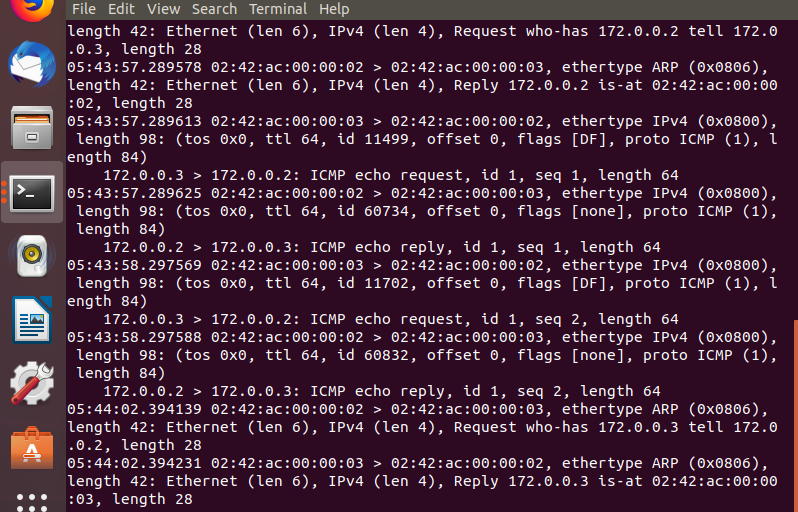 File Edit View Search Terminal Help
length 42: Ethernet (len 6), IPv4 (len 4), Request who-has 172.0.0.2 tell 172.0
.0.3, length 28
05:43:57.289578 02:42:ac:00:00:02 > 02:42:ac:00:00:03, ethertype ARP (0x0806),
length 42: Ethernet (len 6), IPv4 (len 4), Reply 172.0.0.2 is-at 02:42:ac:00:00
:02, length 28
05:43:57.289613 02:42:ac:00:00:03 > 02:42:ac:00:00:02, ethertype IPv4 (0x0800),
 length 98: (tos 0x0, ttl 64, id 11499, offset 0, flags [DF], proto ICMP (1), l
ength 84)
    172.0.0.3 > 172.0.0.2: ICMP echo request, id 1, seq 1, length 64
05:43:57.289625 02:42:ac:00:00:02 > 02:42:ac:00:00:03, ethertype IPv4 (0x0800),
 length 98: (tos 0x0, ttl 64, id 60734, offset 0, flags [none], proto ICMP (1),
 length 84)
    172.0.0.2 > 172.0.0.3: ICMP echo reply, id 1, seq 1, length 64
05:43:58.297569 02:42:ac:00:00:03 > 02:42:ac:00:00:02, ethertype IPv4 (0x0800),
 length 98: (tos 0x0, ttl 64, id 11702, offset 0, flags [DF], proto ICMP (1), l
ength 84)
    172.0.0.3 > 172.0.0.2: ICMP echo request, id 1, seq 2, length 64
05:43:58.297588 02:42:ac:00:00:02 > 02:42:ac:00:00:03, ethertype IPv4 (0x0800),
 length 98: (tos 0x0, ttl 64, id 60832, offset 0, flags [none], proto ICMP (1),
 length 84)
    172.0.0.2 > 172.0.0.3: ICMP echo reply, id 1, seq 2, length 64
05:44:02.394139 02:42:ac:00:00:02 > 02:42:ac:00:00:03, ethertype ARP (0x0806),
length 42: Ethernet (len 6), IPv4 (len 4), Request who-has 172.0.0.3 tell 172.0
.0.2, length 28
05:44:02.394231 02:42:ac:00:00:03 > 02:42:ac:00:00:02, ethertype ARP (0x0806),
length 42: Ethernet (len 6), IPv4 (len 4), Reply 172.0.0.3 is-at 02:42:ac:00:00
:03, length 28